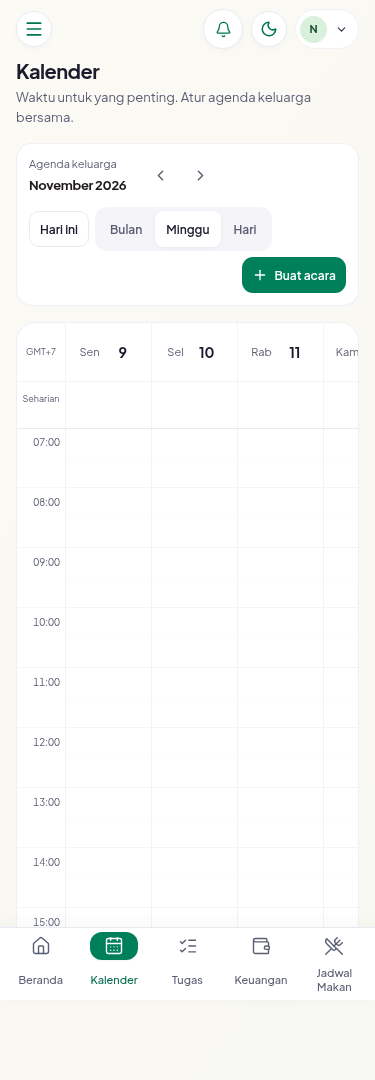 N
Kalender
Waktu untuk yang penting. Atur agenda keluarga
bersama.
Agenda keluarga
November 2026
Hari ini
Bulan
Minggu
Hari
Buat acara
GMT+7
Sen 9
Sel 10
Rab 11
Kam
Seharian
07:00
08:00
09:00
10:00
11:00
12:00
13:00
14:00
15:00
Beranda
Kalender
Tugas
Keuangan
Jadwal
Makan